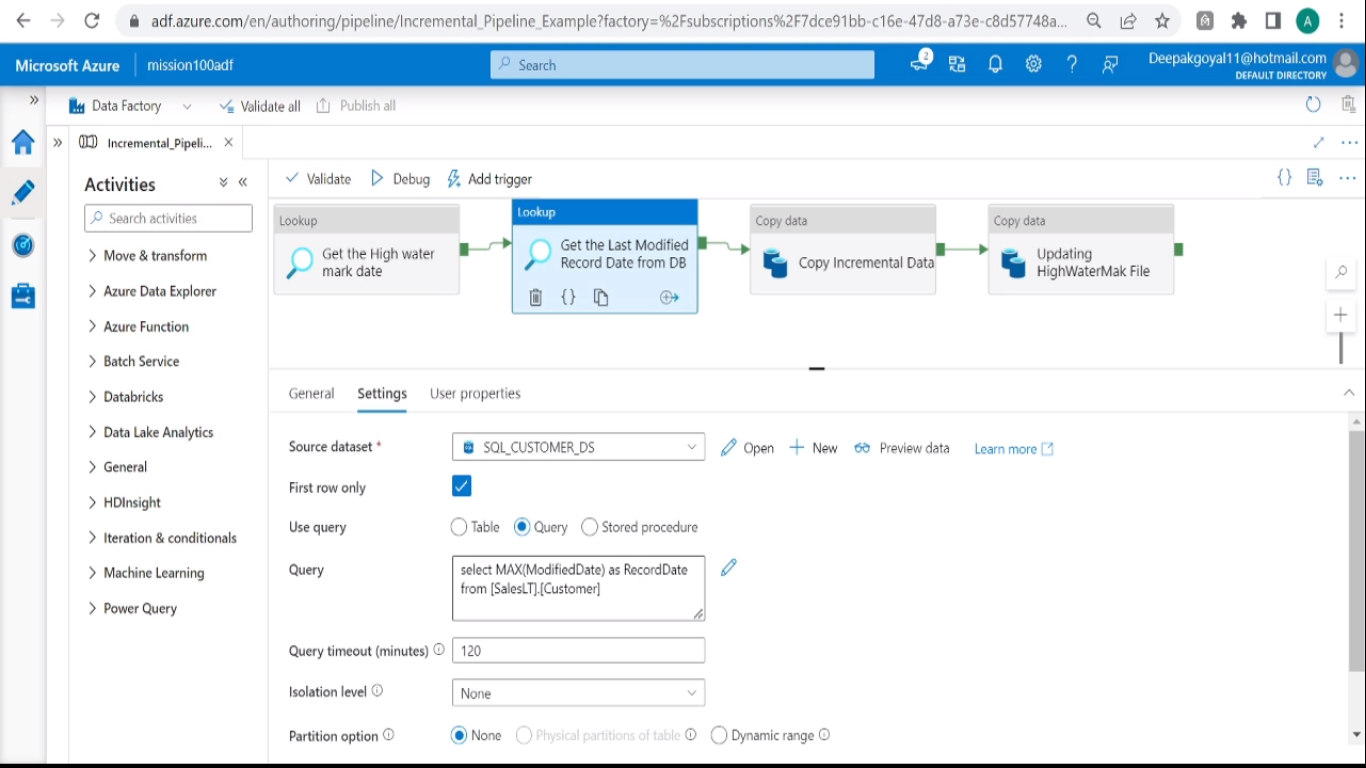 adf.azure.com/en/authoring/pipeline/Incremental_Pipeline_Example?factory=%2Fsubscriptions%2F7dce91bb-c16e-47d8-a73e-c8d57748a...
A
Microsoft Azure
mission100adf
Search
2
Deepakgoyal11@hotmail.com
DEFAULT DIRECTORY
Data Factory
Validate all
Publish all
Incremental_Pipeli...
Activities
Search activities
Move & transform
Azure Data Explorer
Azure Function
Batch Service
Databricks
Data Lake Analytics
General
HDInsight
Iteration & conditionals
Machine Learning
Power Query
Validate
Debug
Add trigger
Lookup
Get the High water
mark date
Lookup
Get the Last Modified
Record Date from DB
Copy data
Copy Incremental Data
Copy data
Updating
HighWaterMak File
General
Settings
User properties
Source dataset *
SQL_CUSTOMER_DS
Open
New
Preview data
Learn more
First row only
Use query
Table
Query
Stored procedure
Query
select MAX(ModifiedDate) as RecordDate
from [SalesLT].[Customer]
Query timeout (minutes)
120
Isolation level
None
Partition option
None
Physical partitions of table
Dynamic range